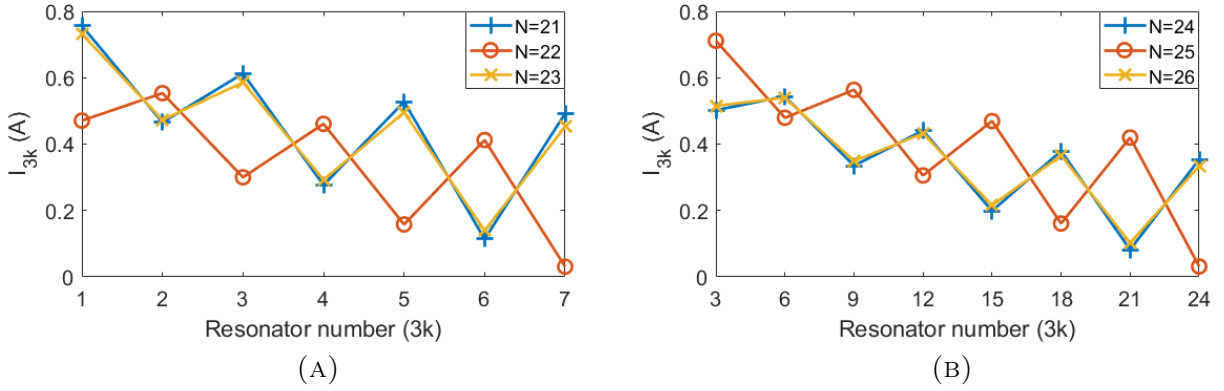 0.8
0.6
0.4
0.2
0
I3k (A)
1 2 3 4 5 6 7
Resonator number (3k)
N=21
N=22
N=23
(A)
0.8
0.6
0.4
0.2
0
I3k (A)
3 6 9 12 15 18 21 24
Resonator number (3k)
N=24
N=25
N=26
(B)